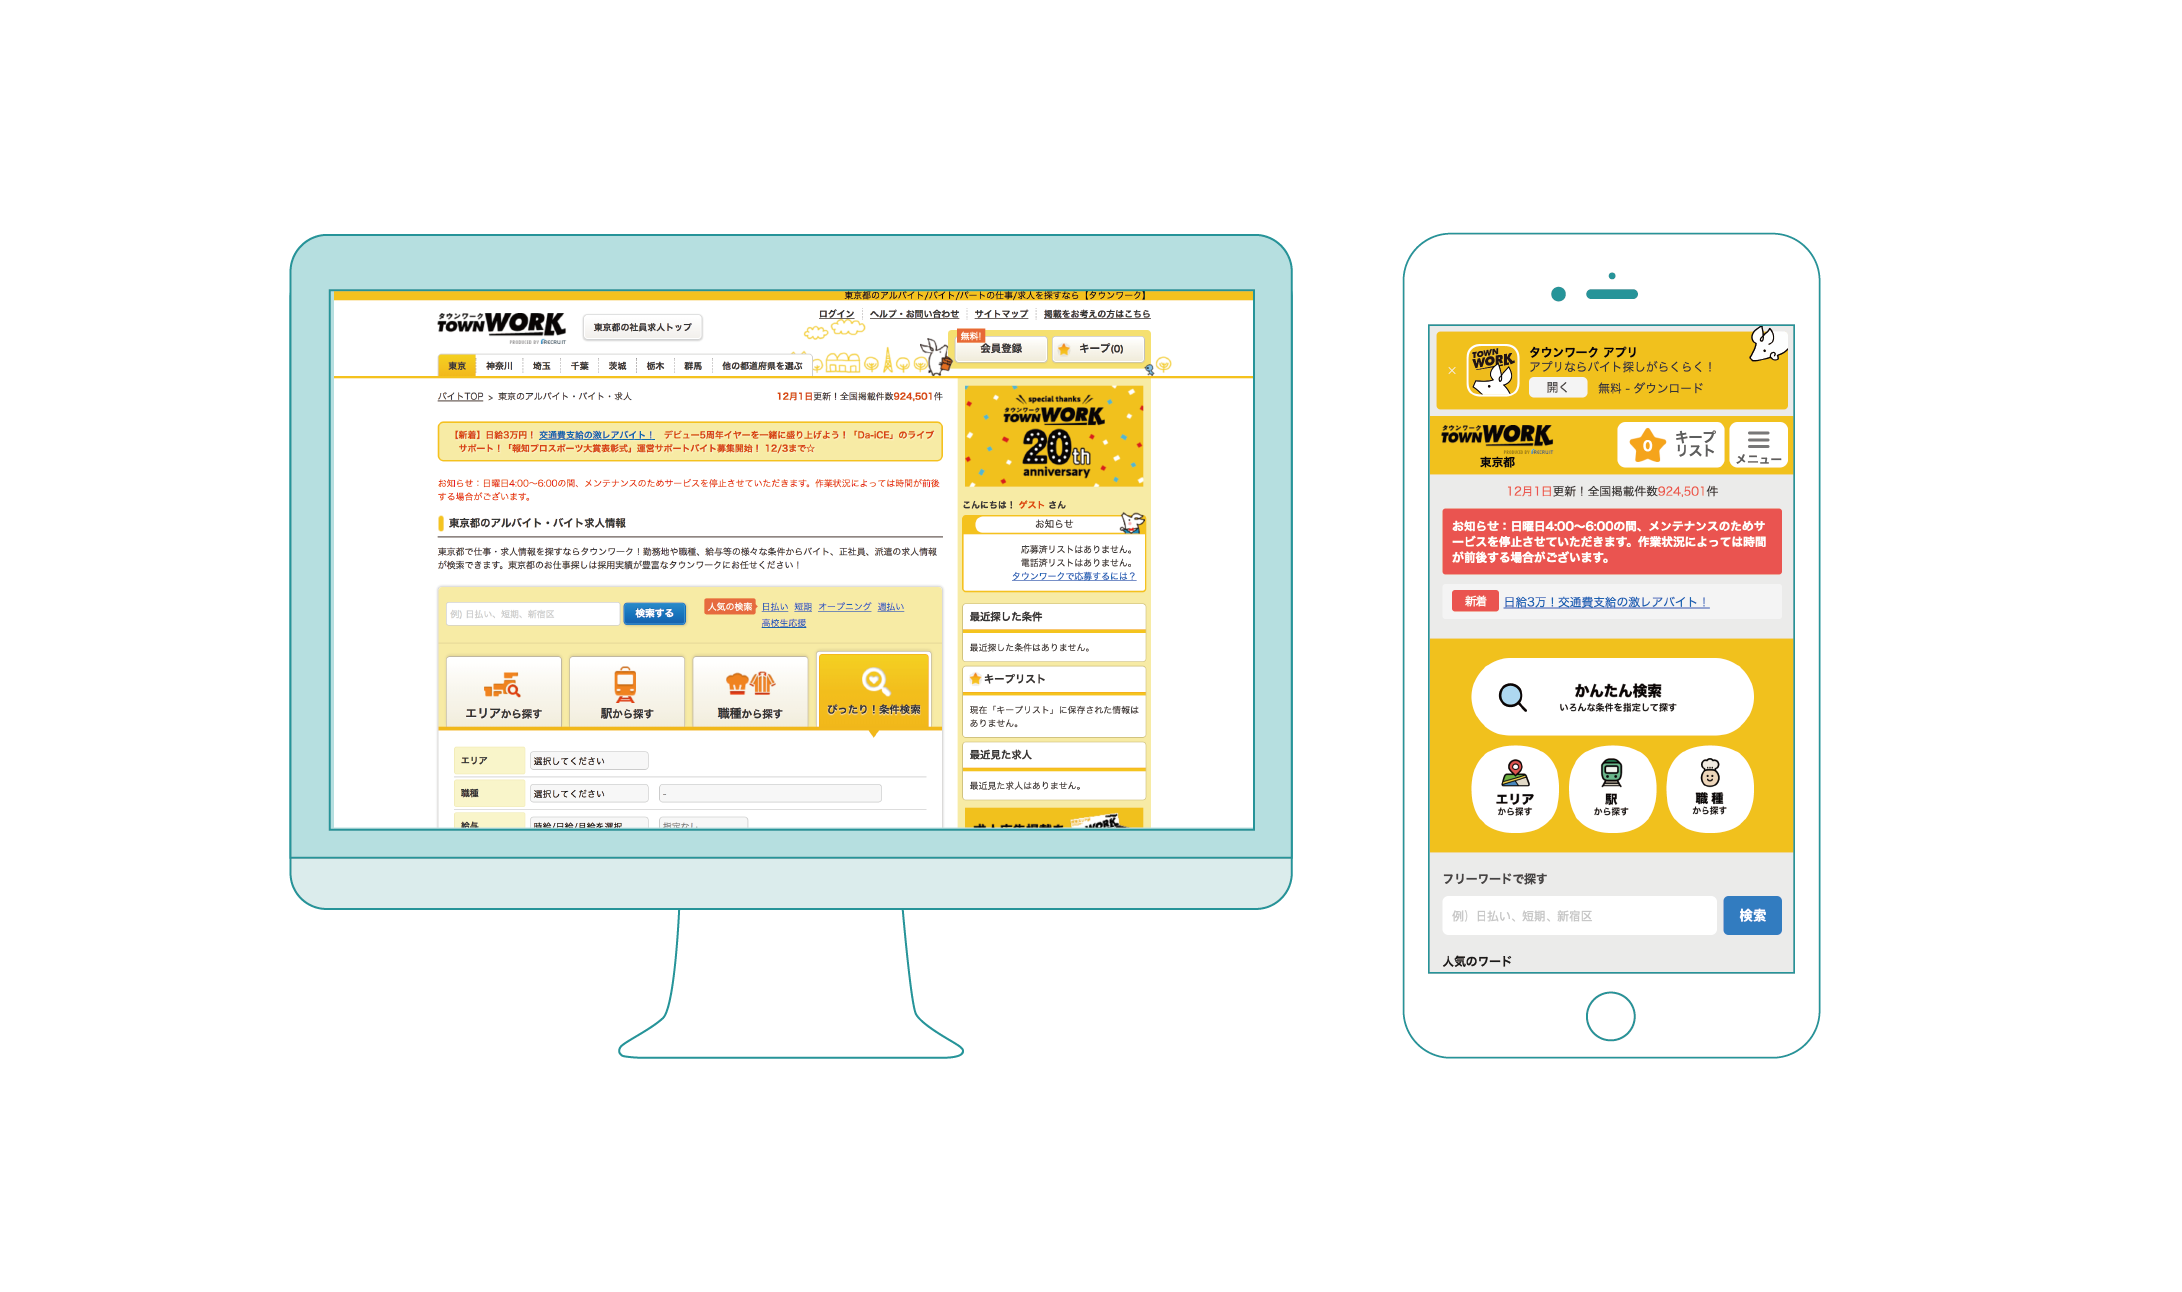 東京都のアルバイト/バイト/パートの仕事/求人を探すなら【タウンワーク】
タウンワーク
TOWNWORK
PRODUCED BY RECRUIT
東京都の社員求人トップ
ログイン ヘルプ・お問い合わせ サイトマップ 掲載をお考えの方はこちら
無料!
会員登録 キープ(0)
東京 神奈川 埼玉 千葉 茨城 栃木 群馬 他の都道府県を選ぶ
バイトTOP > 東京のアルバイト・バイト・求人
12月1日更新！全国掲載件数924,501件
【新着】日給3万円！ 交通費支給の激レアバイト！ デビュー5周年イヤーを一緒に盛り上げよう！「Da-iCE」のライブ
サポート！「報知プロスポーツ大賞表彰式」運営サポートバイト募集開始！ 12/3まで☆
お知らせ：日曜日4:00〜6:00の間、メンテナンスのためサービスを停止させていただきます。作業状況によっては時間が前後
する場合がございます。
東京都のアルバイト・バイト求人情報
東京都で仕事・求人情報を探すならタウンワーク！勤務地や職種、給与等の様々な条件からバイト、正社員、派遣の求人情報
が検索できます。東京都のお仕事探しは採用実績が豊富なタウンワークにお任せください！
例) 日払い、短期、新宿区 検索する
人気の検索 日払い 短期 オープニング 週払い
高校生応援
エリアから探す 駅から探す 職種から探す ぴったり！条件検索
エリア 選択してください
職種 選択してください -
給与 時給/日給/月給を選択 指定なし
special thanks
タウンワーク
TOWNWORK
20th
anniversary
こんにちは！ ゲスト さん
お知らせ
応募済リストはありません。
電話済リストはありません。
タウンワークで応募するには？
最近探した条件
最近探した条件はありません。
キープリスト
現在「キープリスト」に保存された情報は
ありません。
最近見た求人
最近見た求人はありません。
求人広告掲載を
WORK
TOWN
WORK
タウンワーク アプリ
アプリならバイト探しがらくらく！
開く 無料 - ダウンロード
タウンワーク
TOWNWORK
PRODUCED BY RECRUIT
東京都
0
キープ
リスト
メニュー
12月1日更新！全国掲載件数924,501件
お知らせ：日曜日4:00〜6:00の間、メンテナンスのためサ
ービスを停止させていただきます。作業状況によっては時間
が前後する場合がございます。
新着 日給3万！交通費支給の激レアバイト！
かんたん検索
いろんな条件を指定して探す
エリア
から探す
駅
から探す
職種
から探す
フリーワードで探す
例）日払い、短期、新宿区 検索
人気のワード